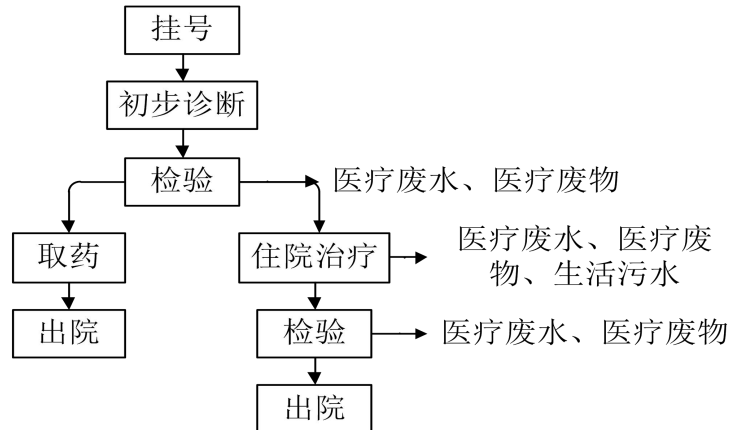 挂号
初步诊断
检验
医疗废水、医疗废物
取药
住院治疗
医疗废水、医疗废
物、生活污水
出院
检验
医疗废水、医疗废物
出院